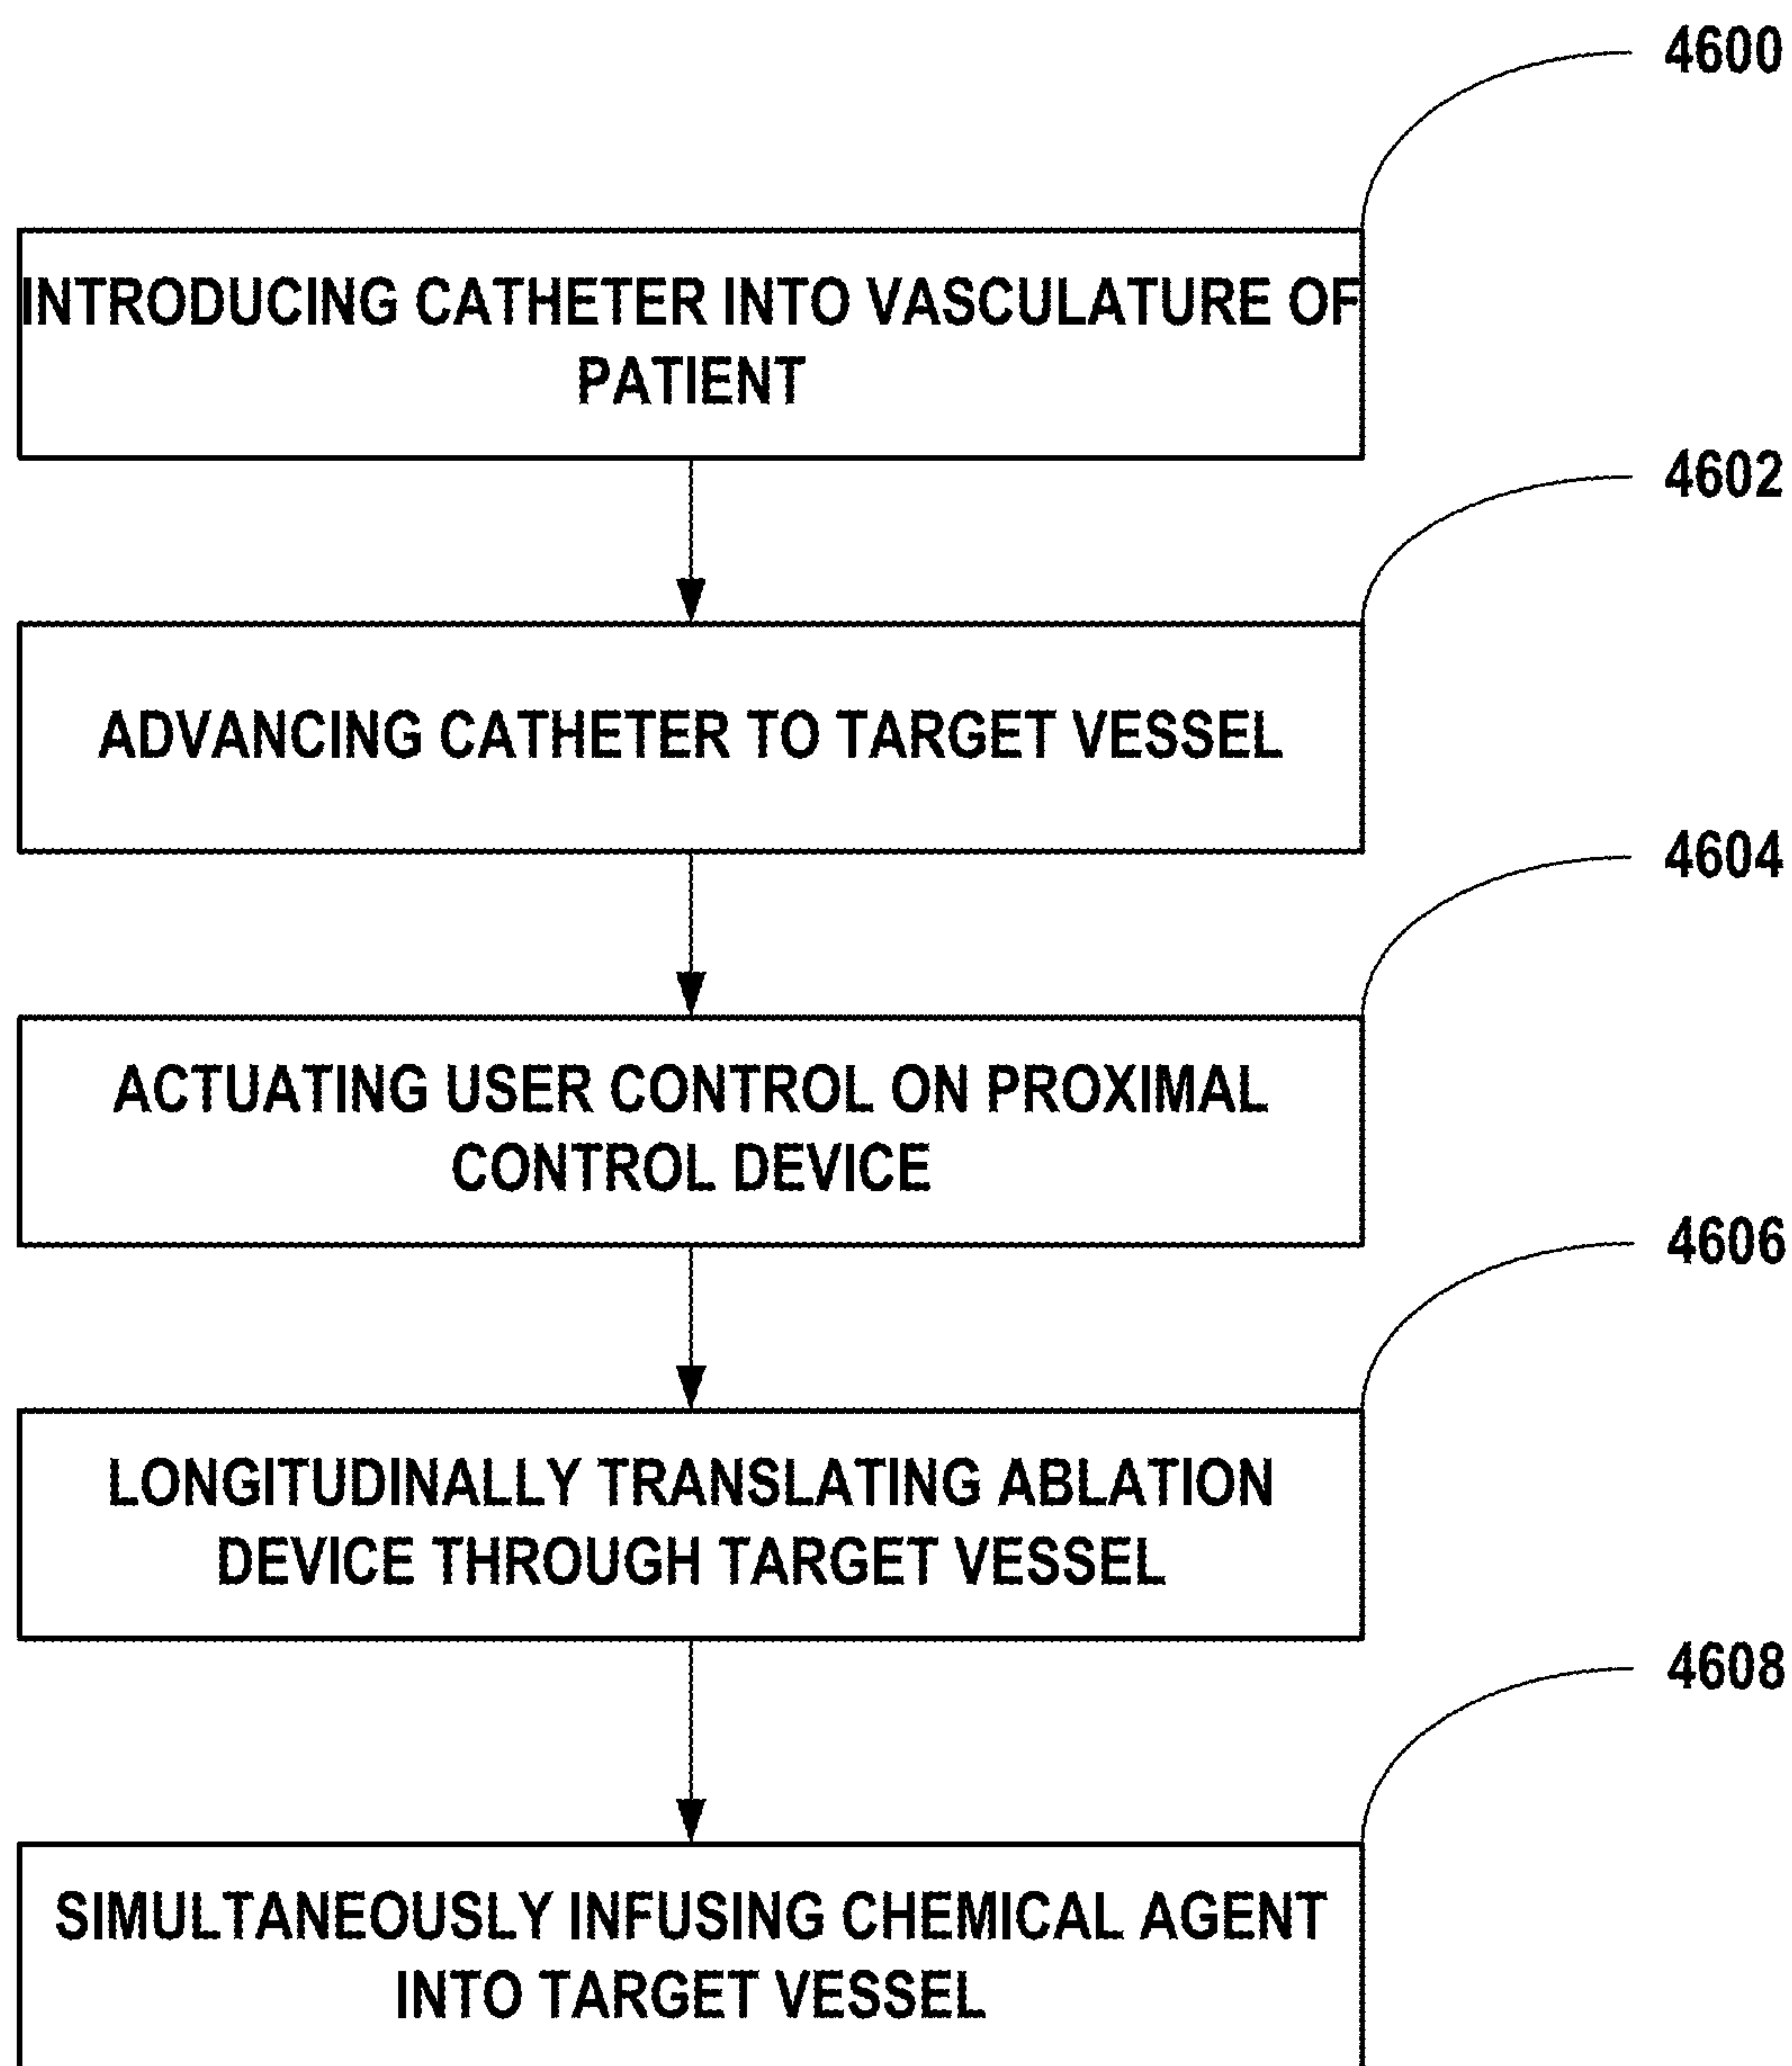 4600
INTRODUCING CATHETER INTO VASCULATURE OF
PATIENT
4602
ADVANCING CATHETER TO TARGET VESSEL
4604
ACTUATING USER CONTROL ON PROXIMAL
CONTROL DEVICE
4606
LONGITUDINALLY TRANSLATING ABLATION
DEVICE THROUGH TARGET VESSEL
4608
SIMULTANEOUSLY INFUSING CHEMICAL AGENT
INTO TARGET VESSEL